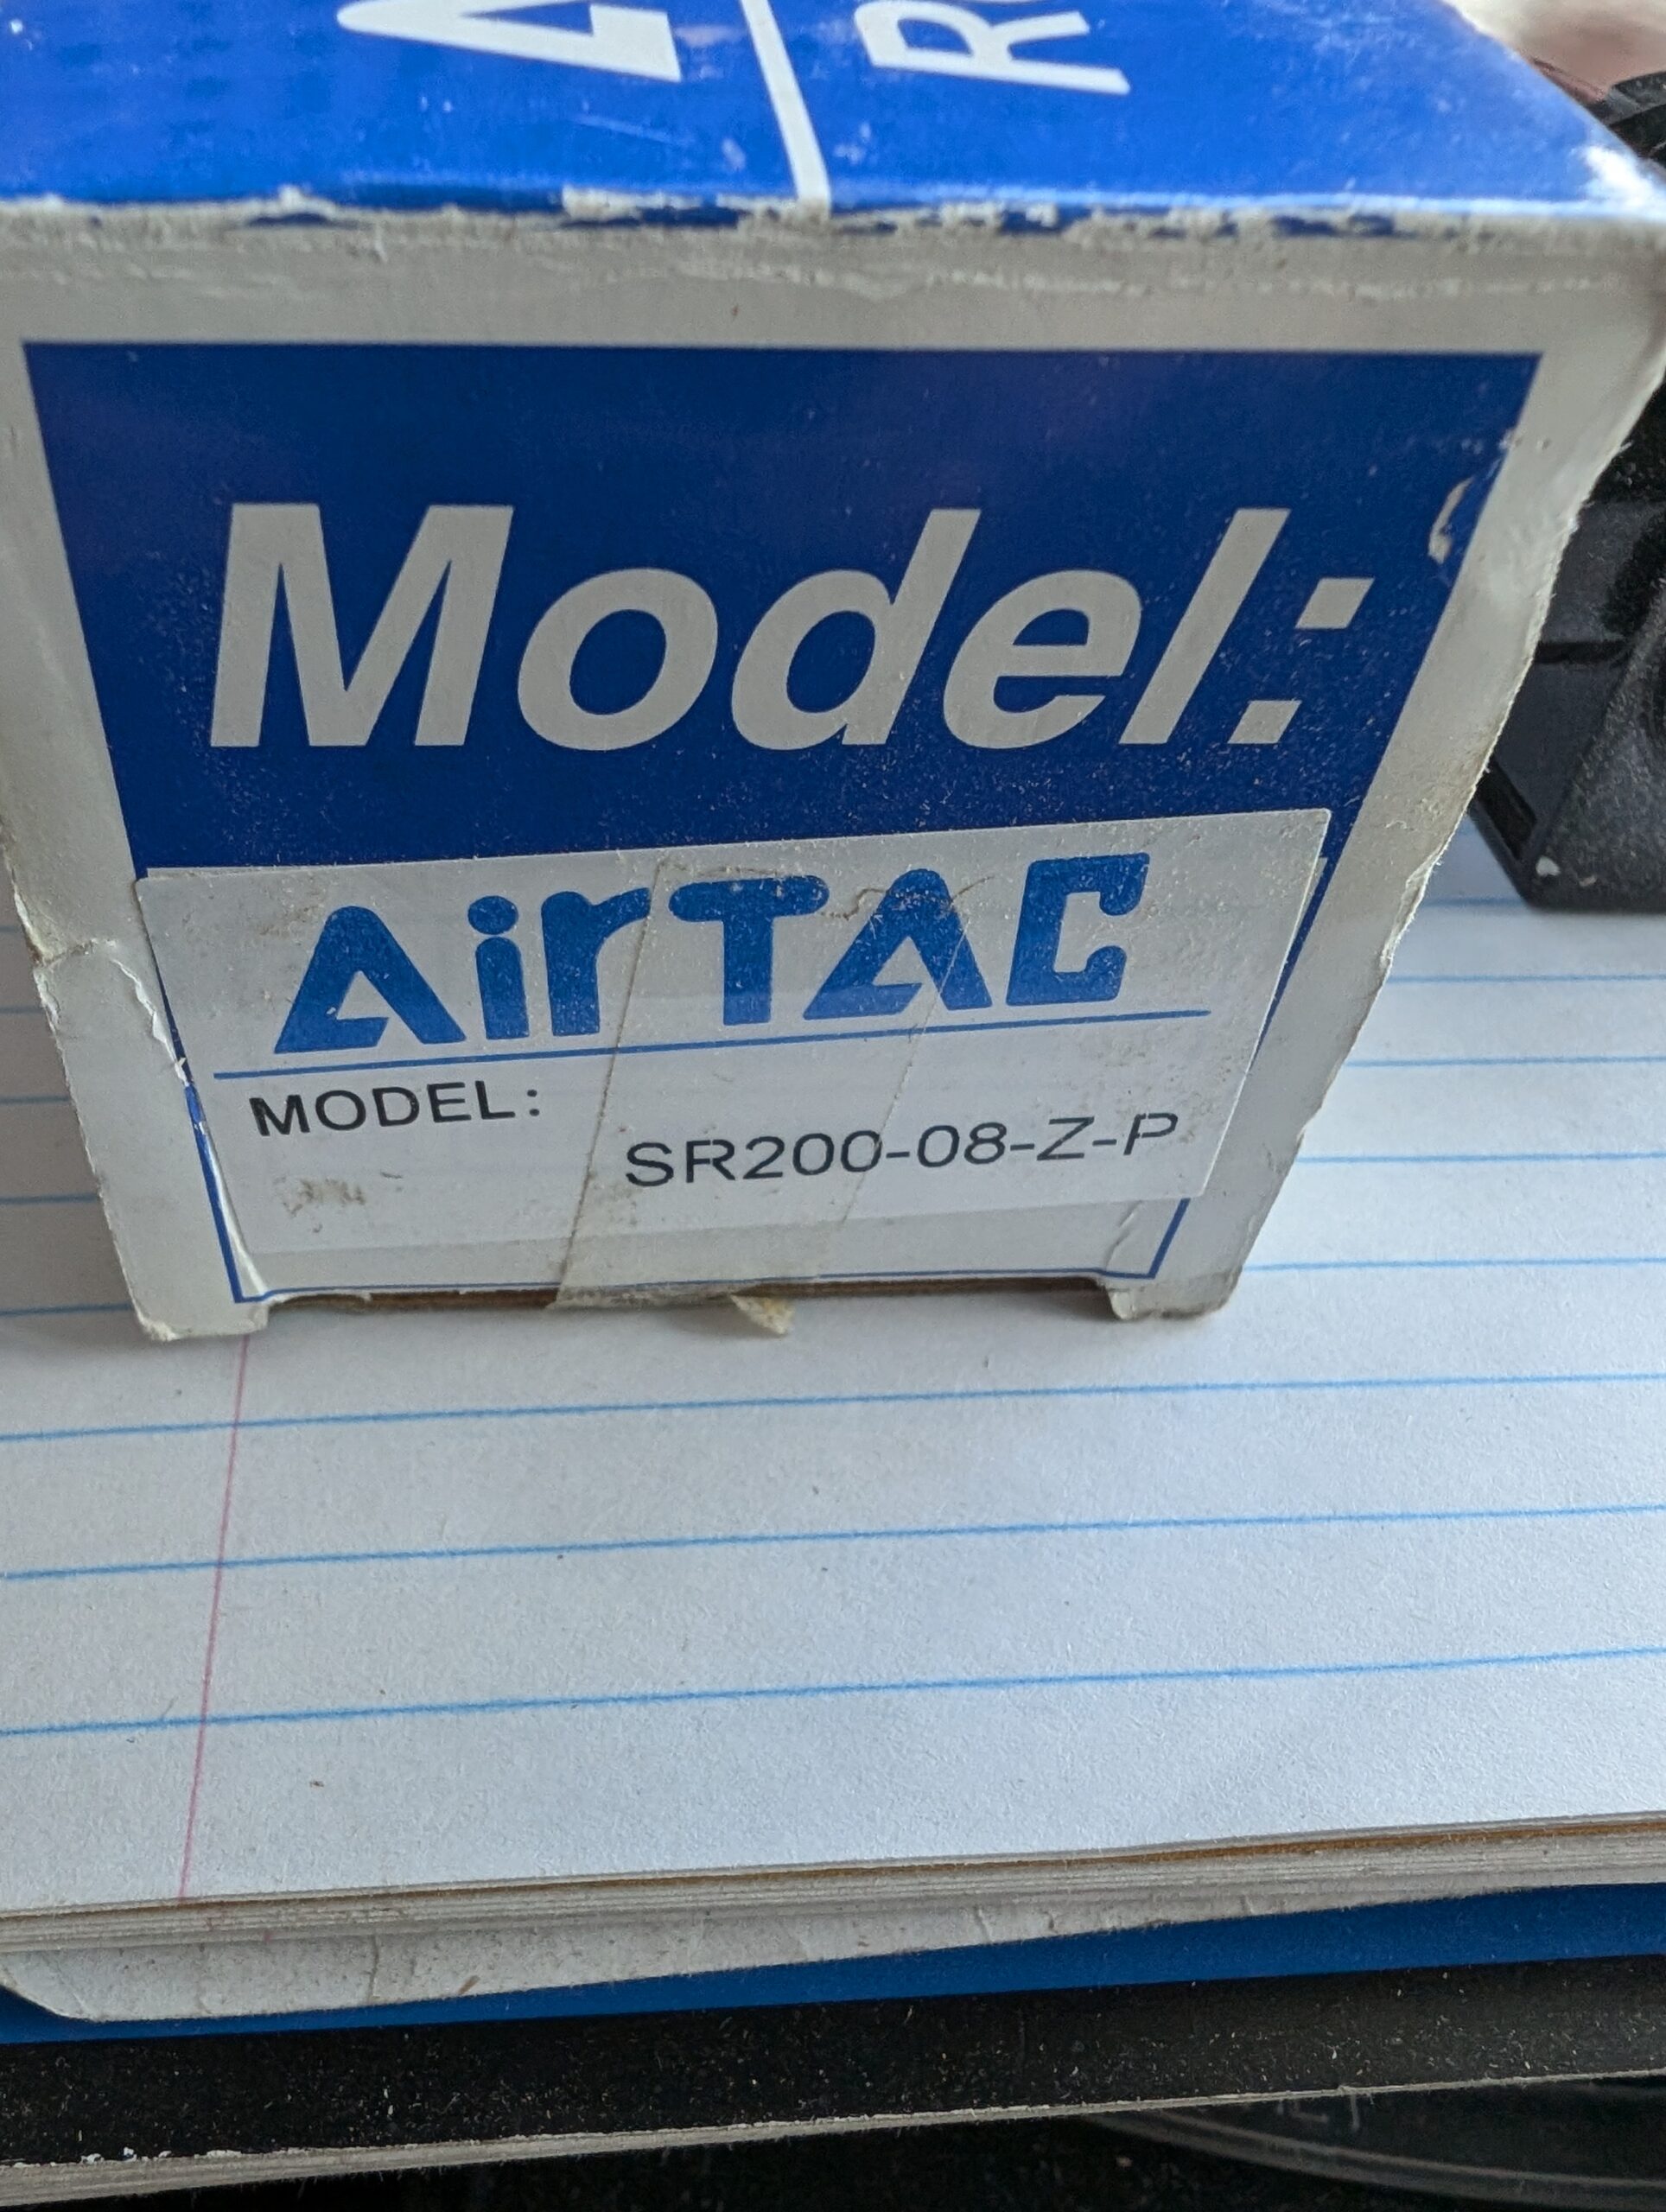 Model:
AirTAC
MODEL:
SR200-08-Z-P